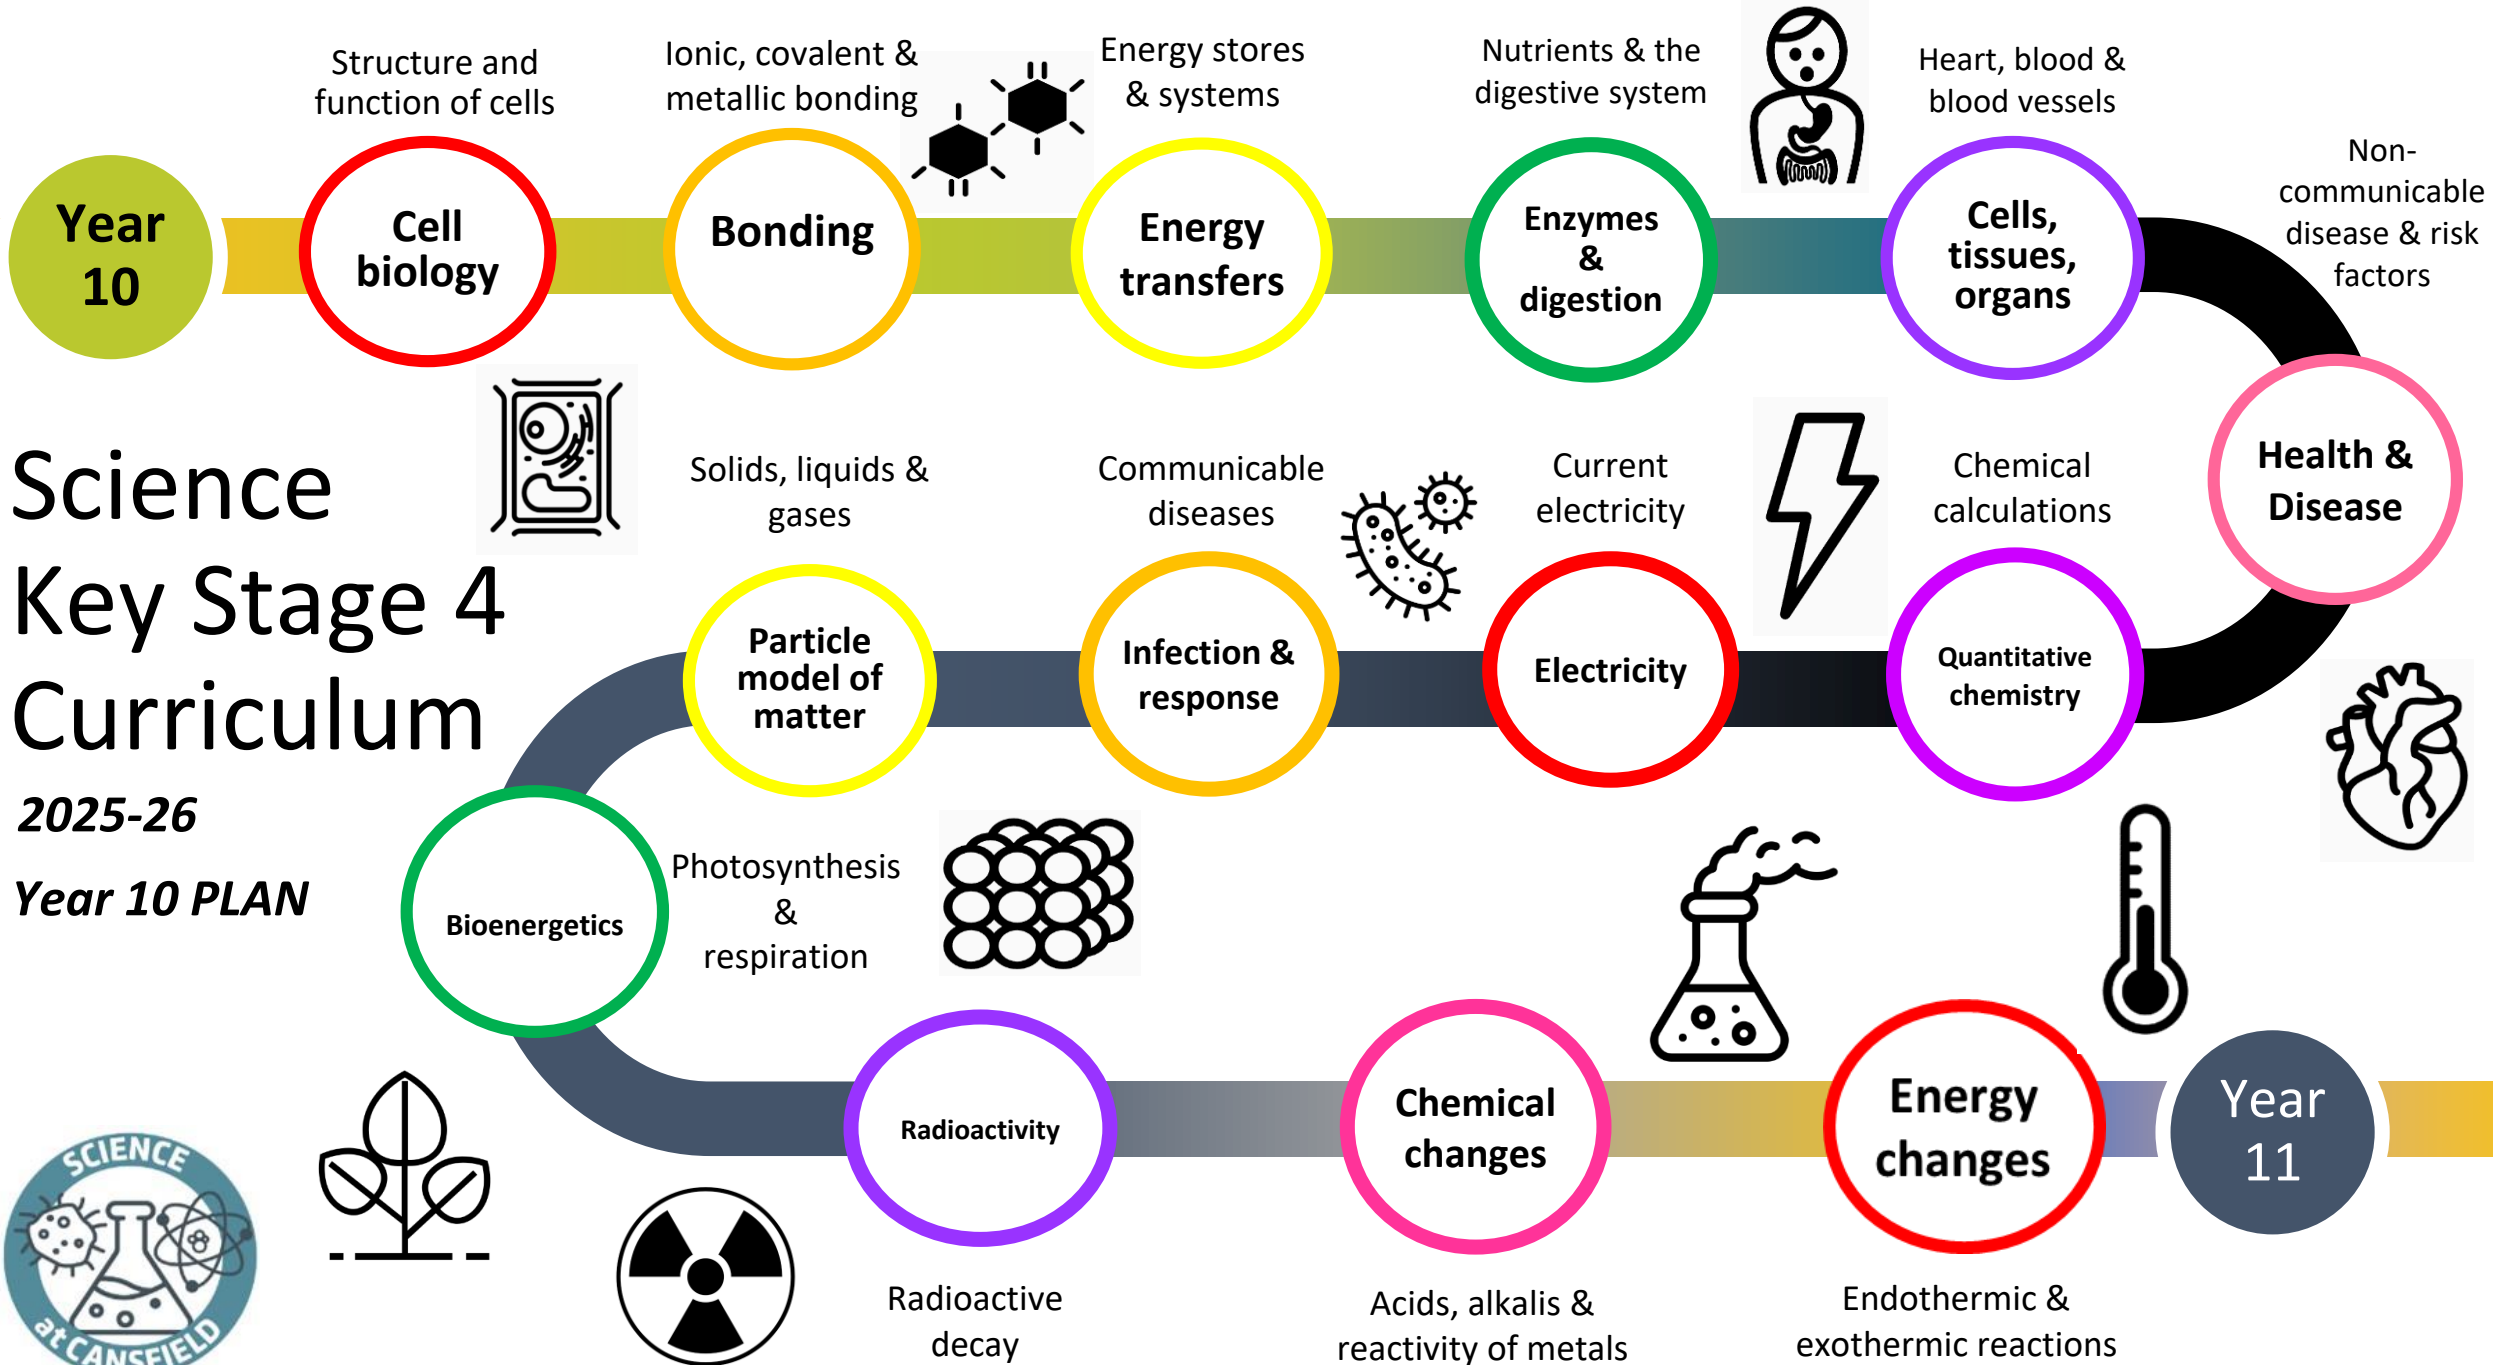 Structure and
function of cells
Ionic, covalent &
metallic bonding
Energy stores
& systems
Nutrients & the
digestive system
Heart, blood &
blood vessels
Non-
communicable
disease & risk
factors
Year
10
Cell
biology
Bonding
Energy
transfers
Enzymes
&
digestion
Cells,
tissues,
organs
Health &
Disease
Science
Key Stage 4
Curriculum
2025-26
Year 10 PLAN
Solids, liquids &
gases
Communicable
diseases
Current
electricity
Chemical
calculations
Quantitative
chemistry
Electricity
Infection &
response
Particle
model of
matter
Bioenergetics
Photosynthesis
&
respiration
Radioactivity
Chemical
changes
Energy
changes
Year
11
Radioactive
decay
Acids, alkalis &
reactivity of metals
Endothermic &
exothermic reactions
SCIENCE
at CANSFIELD